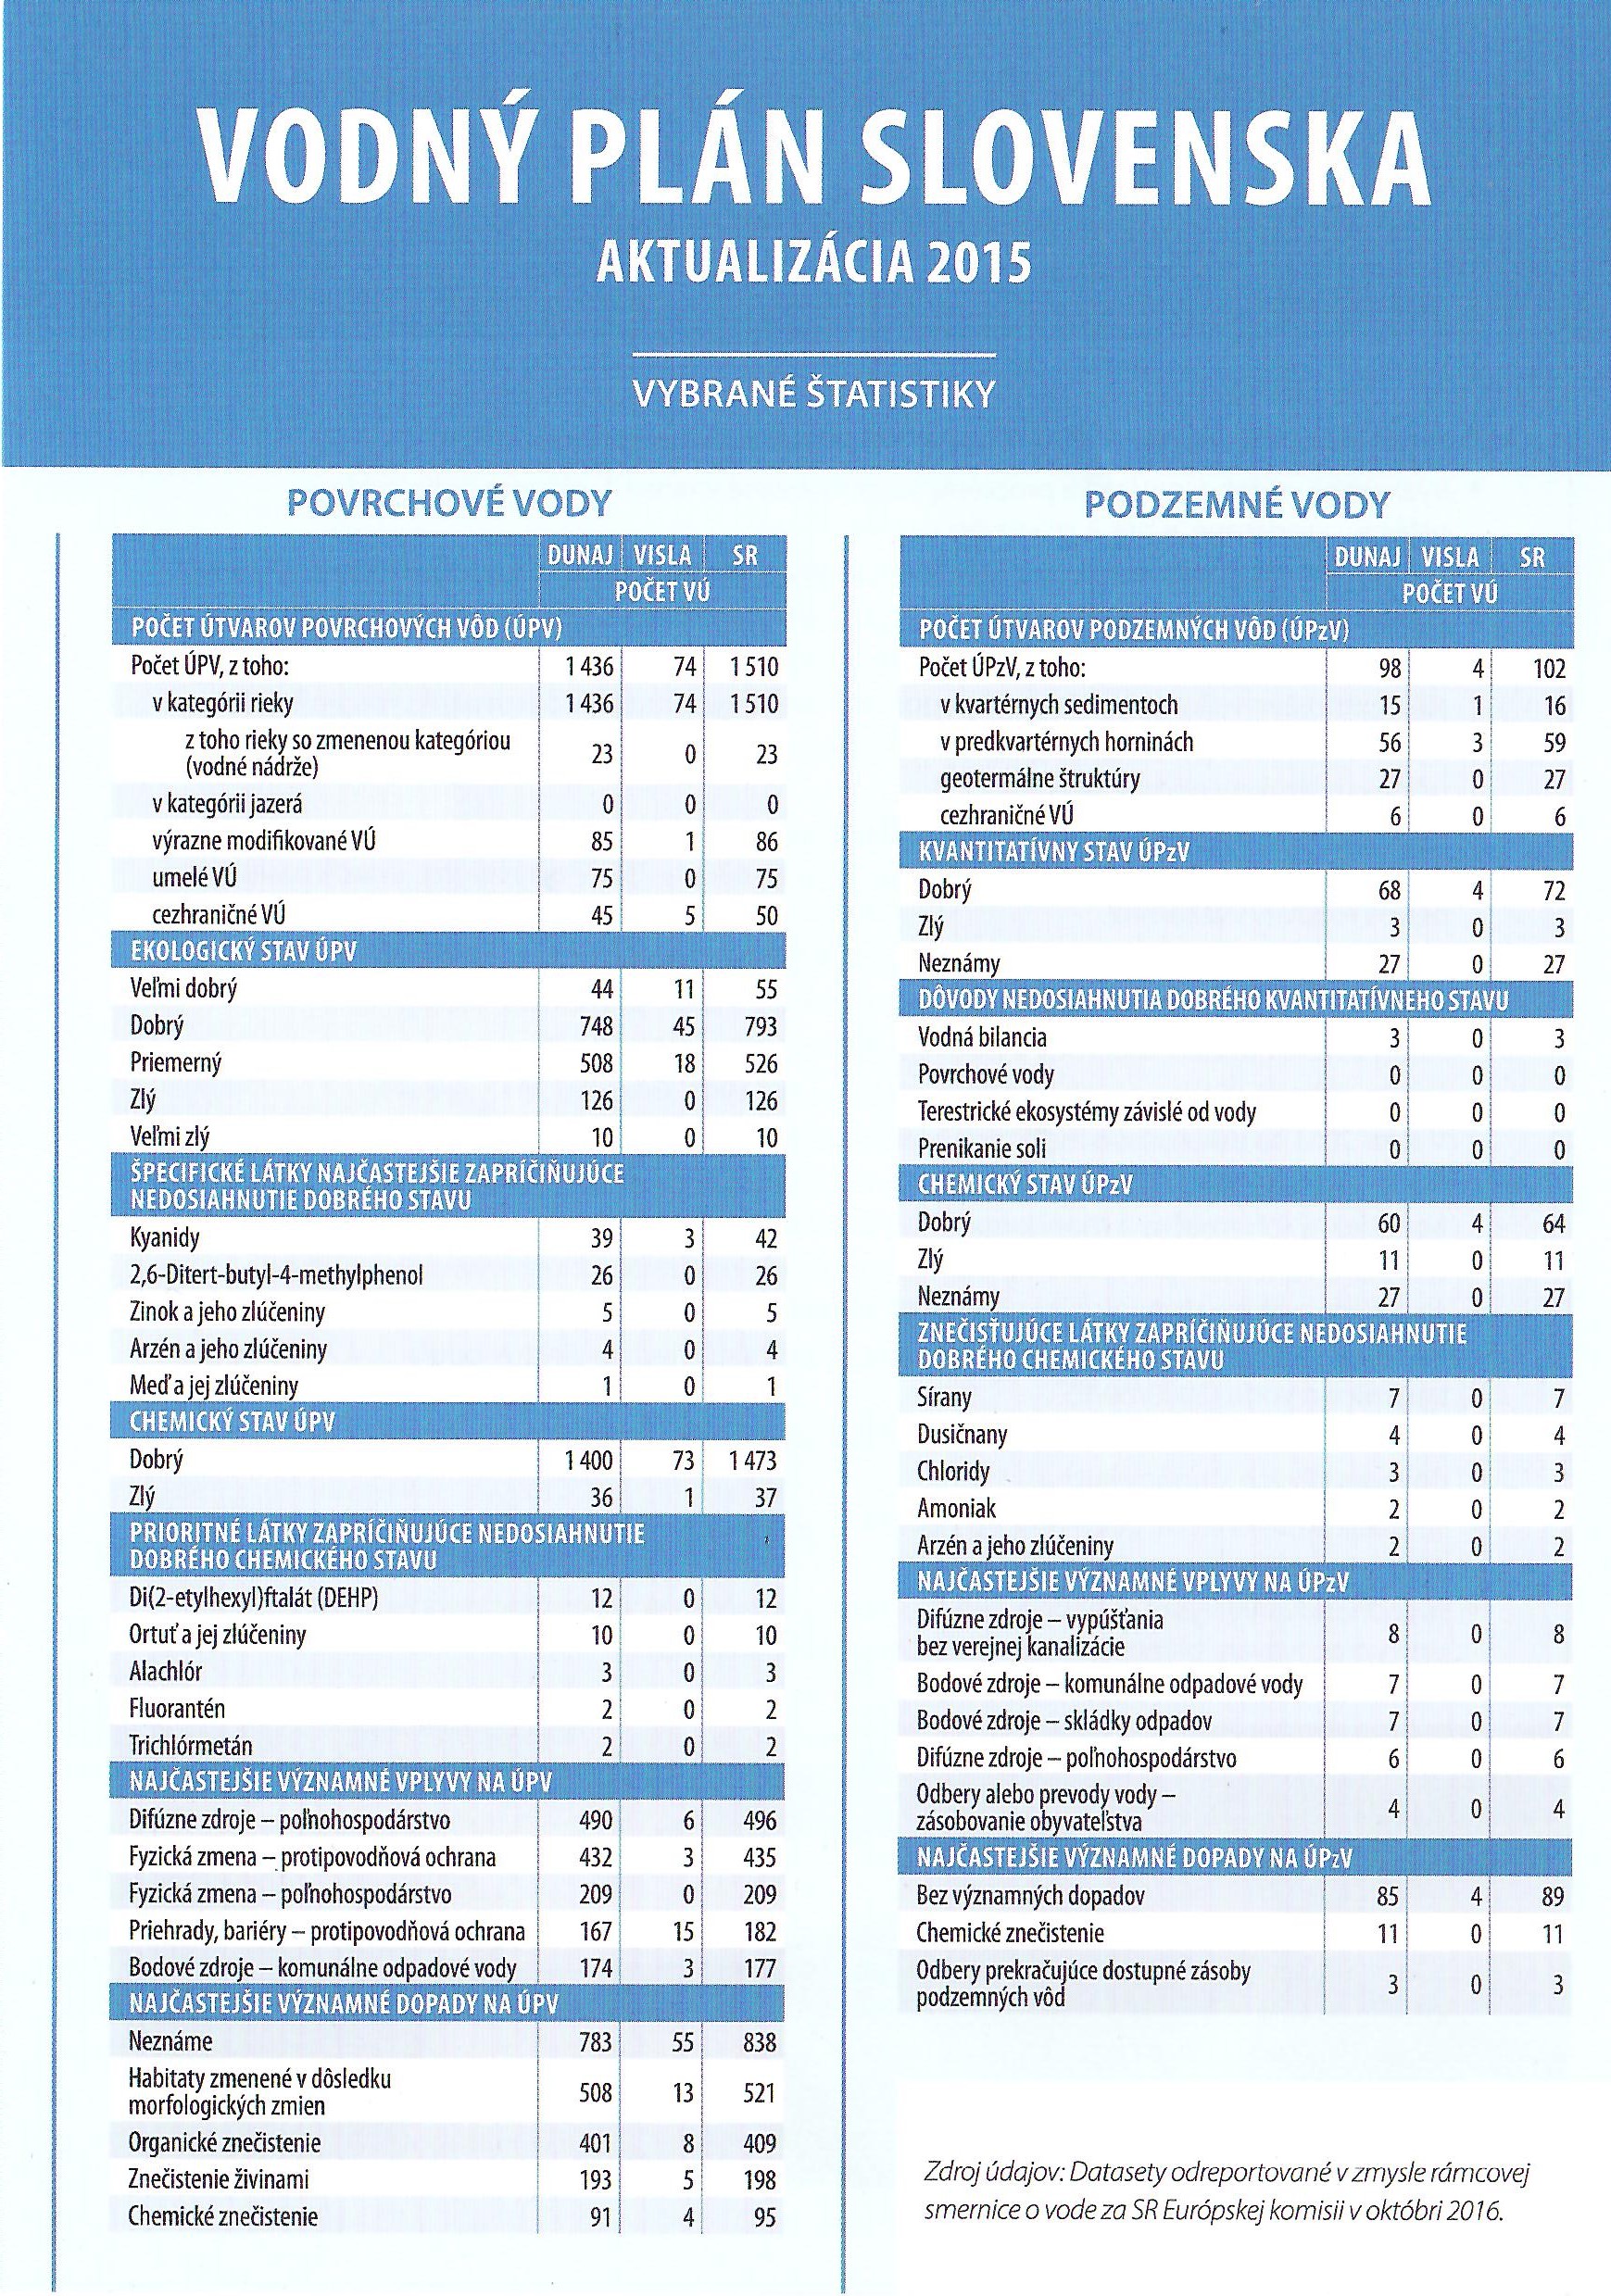 VODNÝ PLÁN SLOVENSKA
AKTUALIZÁCIA 2015
VYBRANÉ ŠTATISTIKY
POVRCHOVÉ VODY
DUNAJ VISLA SR
POČET VÚ
POČET ÚTVAROV POVRCHOVÝCH VÔD (ÚPV)
Počet ÚPV, z toho: 1 436 74 1 510
v kategórii rieky 1 436 74 1 510
z toho rieky so zmenenou kategóriou
(vodné nádrže) 23 0 23
v kategórii jazerá 0 0 0
výrazne modifikované VÚ 85 1 86
umelé VÚ 75 0 75
cezhraničné VÚ 45 5 50
EKOLOGICKÝ STAV ÚPV
Veľmi dobrý 44 11 55
Dobrý 748 45 793
Priemerný 508 18 526
Zlý 126 0 126
Veľmi zlý 10 0 10
ŠPECIFICKÉ LÁTKY NAJČASTEJŠIE ZAPRÍČIŇUJÚCE
NEDOSIAHNUTIE DOBRÉHO STAVU
Kyanidy 39 3 42
2,6-Ditert-butyl-4-methylphenol 26 0 26
Zinok a jeho zlúčeniny 5 0 5
Arzén a jeho zlúčeniny 4 0 4
Meď a jej zlúčeniny 1 0 1
CHEMICKÝ STAV ÚPV
Dobrý 1 400 73 1 473
Zlý 36 1 37
PRIORITNÉ LÁTKY ZAPRÍČIŇUJÚCE NEDOSIAHNUTIE
DOBRÉHO CHEMICKÉHO STAVU
Di(2-etylhexyl)ftalát (DEHP) 12 0 12
Ortuť a jej zlúčeniny 10 0 10
Alachlór 3 0 3
Fluorantén 2 0 2
Trichlórmetán 2 0 2
NAJČASTEJŠIE VÝZNAMNÉ VPLYVY NA ÚPV
Difúzne zdroje – poľnohospodárstvo 490 6 496
Fyzická zmena – protipovodňová ochrana 432 3 435
Fyzická zmena – poľnohospodárstvo 209 0 209
Priehrady, bariéry – protipovodňová ochrana 167 15 182
Bodové zdroje – komunálne odpadové vody 174 3 177
NAJČASTEJŠIE VÝZNAMNÉ DOPADY NA ÚPV
Neznáme 783 55 838
Habitaty zmenené v dôsledku
morfologických zmien 508 13 521
Organické znečistenie 401 8 409
Znečistenie živinami 193 5 198
Chemické znečistenie 91 4 95
PODZEMNÉ VODY
DUNAJ VISLA SR
POČET VÚ
POČET ÚTVAROV PODZEMNÝCH VÔD (ÚPzV)
Počet ÚPzV, z toho: 98 4 102
v kvartérnych sedimentoch 15 1 16
v predkvartérnych horninách 56 3 59
geotermálne štruktúry 27 0 27
cezhraničné VÚ 6 0 6
KVANTITATÍVNY STAV ÚPzV
Dobrý 68 4 72
Zlý 3 0 3
Neznámy 27 0 27
DÔVODY NEDOSIAHNUTIA DOBRÉHO KVANTITATÍVNEHO STAVU
Vodná bilancia 3 0 3
Povrchové vody 0 0 0
Terestrické ekosystémy závislé od vody 0 0 0
Prenikanie soli 0 0 0
CHEMICKÝ STAV ÚPzV
Dobrý 60 4 64
Zlý 11 0 11
Neznámy 27 0 27
ZNEČISŤUJÚCE LÁTKY ZAPRÍČIŇUJÚCE NEDOSIAHNUTIE
DOBRÉHO CHEMICKÉHO STAVU
Sírany 7 0 7
Dusičnany 4 0 4
Chloridy 3 0 3
Amoniak 2 0 2
Arzén a jeho zlúčeniny 2 0 2
NAJČASTEJŠIE VÝZNAMNÉ VPLYVY NA ÚPzV
Difúzne zdroje – vypúšťania
bez verejnej kanalizácie 8 0 8
Bodové zdroje – komunálne odpadové vody 7 0 7
Bodové zdroje – skládky odpadov 7 0 7
Difúzne zdroje – poľnohospodárstvo 6 0 6
Odbery alebo prevody vody –
zásobovanie obyvateľstva 4 0 4
NAJČASTEJŠIE VÝZNAMNÉ DOPADY NA ÚPzV
Bez významných dopadov 85 4 89
Chemické znečistenie 11 0 11
Odbery prekračujúce dostupné zásoby
podzemných vôd 3 0 3
Zdroj údajov: Datasety odreportované v zmysle rámcovej
smernice o vode za SR Európskej komisii v októbri 2016.